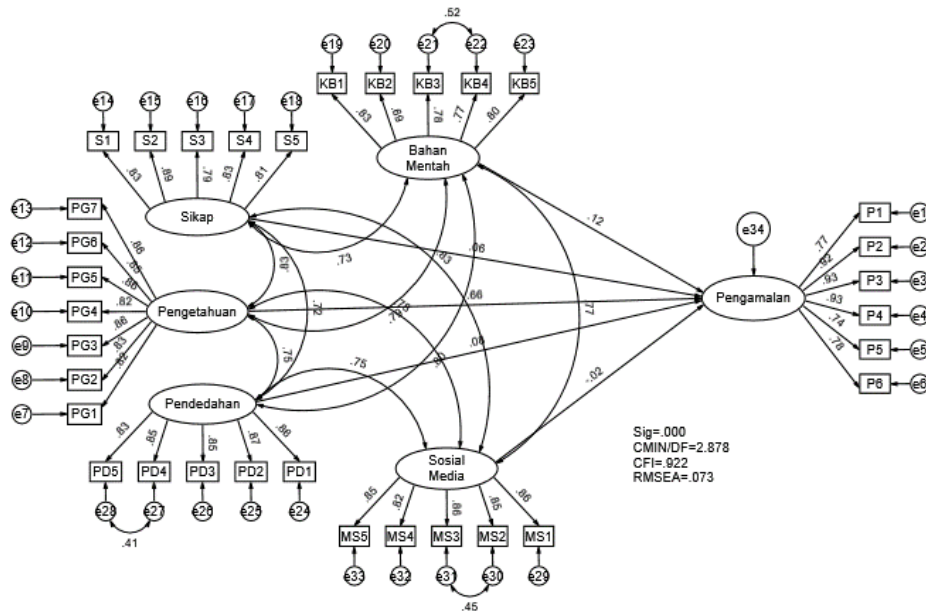 .52
e19 e20 e21 e22 e23
KB1 KB2 KB3 KB4 KB5
.83 .69 .78 .77 .80
Bahan
Mentah
e14 e15 e16 e17 e18
S1 S2 S3 S4 S5
.83 .89 .79 .83 .81
Sikap
e13 PG7
e12 PG6
e11 PG5
e10 PG4
e9 PG3
e8 PG2
e7 PG1
.86
.86
.82
.86
.83
.82
Pengetahuan
Pendedahan
.83 .85 .85 .87 .86
PD5 PD4 PD3 PD2 PD1
e28 e27 e26 e25 e24
.41
.73
.83
.72
.75
.75
.83
.77
.12
.06
.66
.06
-.02
e34
Pengamalan
.77 P1 e1
.92 P2 e2
.93 P3 e3
.93 P4 e4
.74 P5 e5
.78 P6 e6
Sig=.000
CMIN/DF=2.878
CFI=.922
RMSEA=.073
Sosial
Media
.85 .82 .86 .85 .86
MS5 MS4 MS3 MS2 MS1
e33 e32 e31 e30 e29
.45